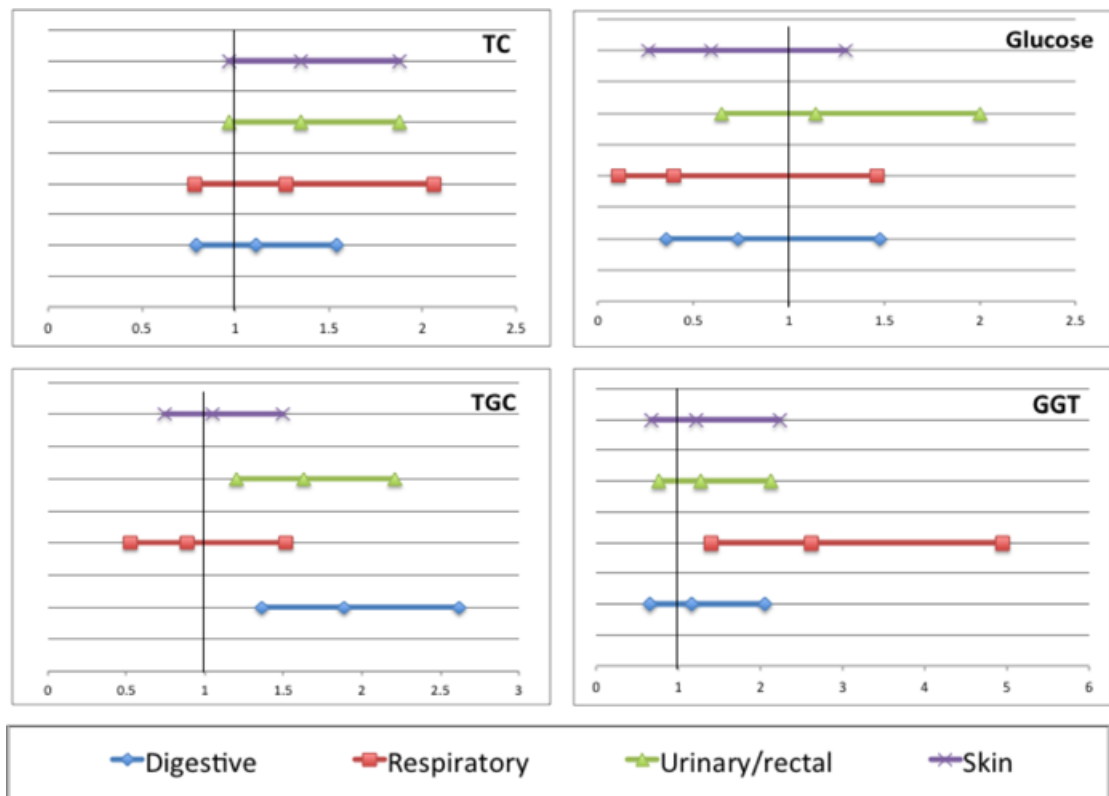 TC
0 0.5 1 1.5 2 2.5
Glucose
0 0.5 1 1.5 2 2.5
TGC
0 0.5 1 1.5 2 2.5 3
GGT
0 1 2 3 4 5 6
Digestive Respiratory Urinary/rectal Skin